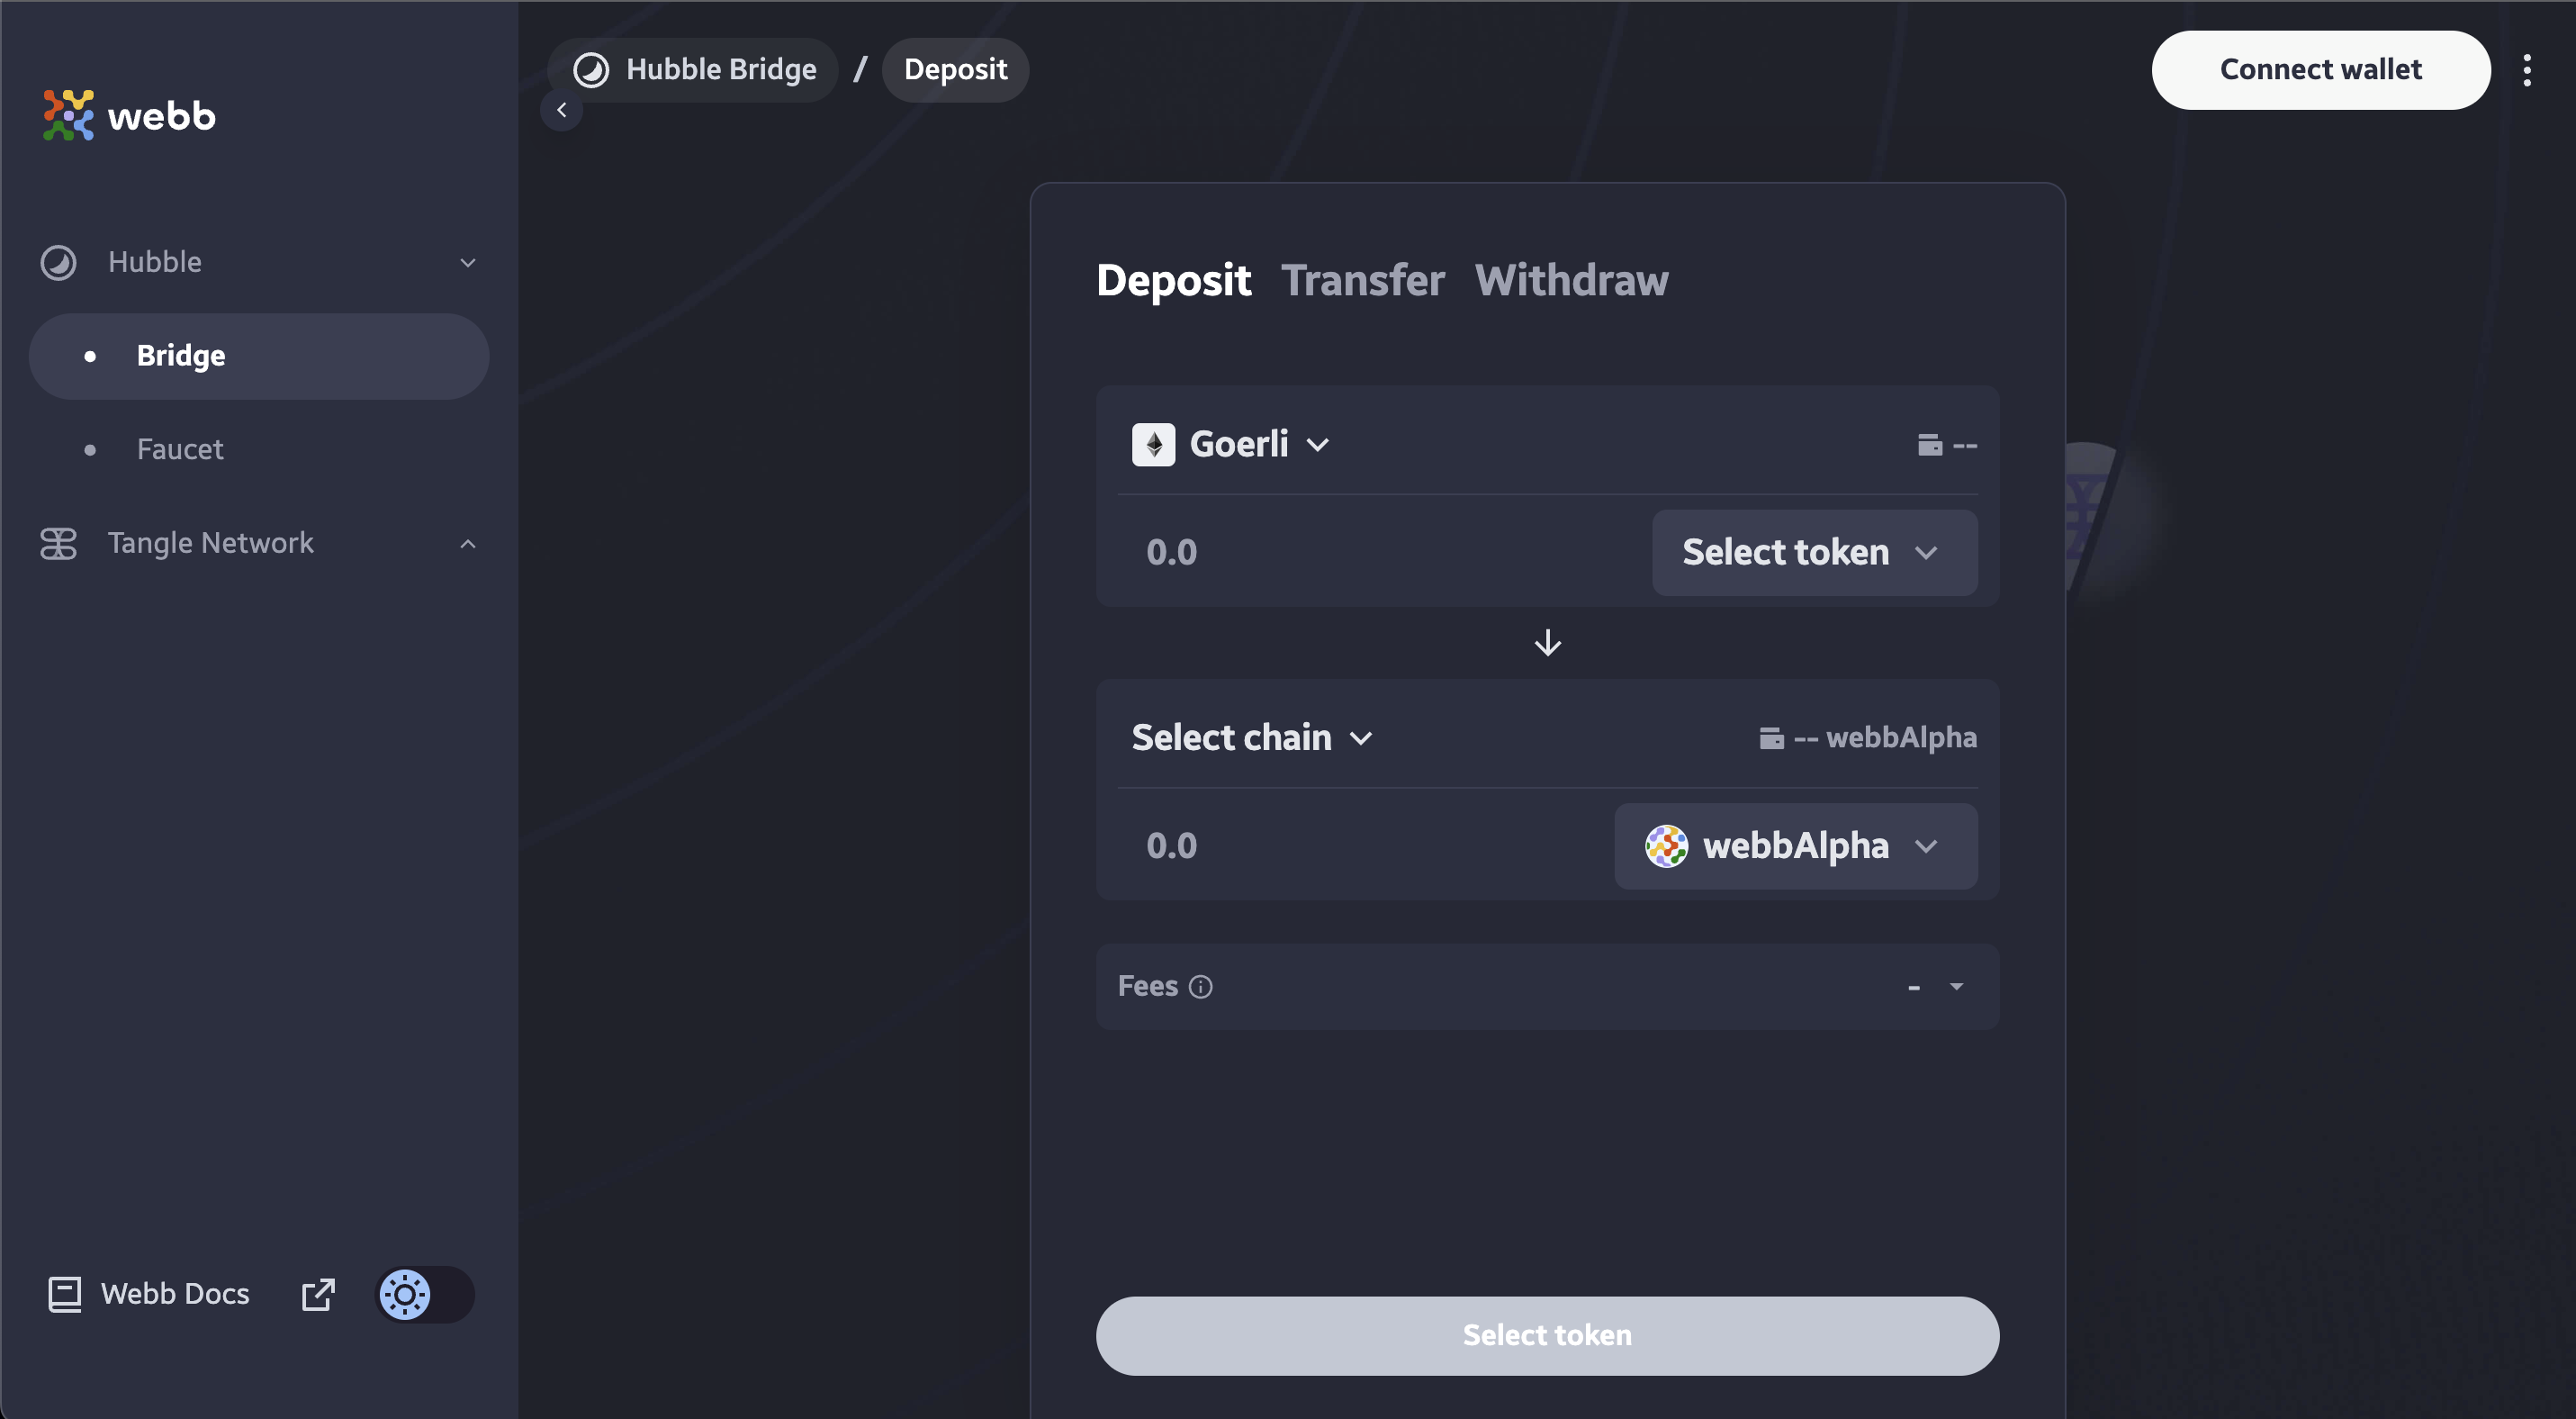 webb
Hubble
Bridge
Faucet
Tangle Network
Webb Docs
Hubble Bridge / Deposit
Connect wallet
Deposit Transfer Withdraw
Goerli --
0.0 Select token
Select chain -- webbAlpha
0.0 webbAlpha
Fees -
Select token